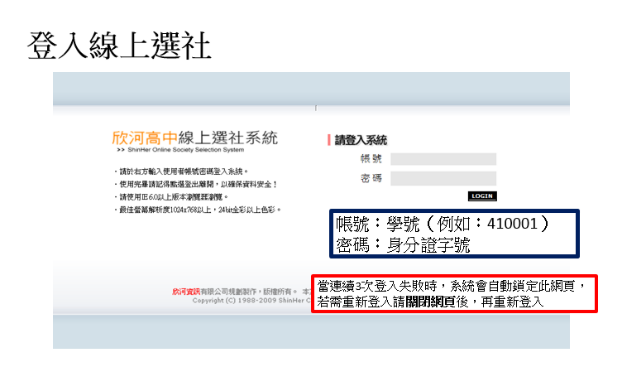 登入線上選社
欣河高中線上選社系統
>> ShinHer Online Society Selection System
‧請於右方輸入使用者帳號密碼登入系統。
‧使用完畢請記得點選登出離開,以確保資料安全!
‧請使用IE6.0以上版本瀏覽器瀏覽。
‧最佳螢幕解析度1024x768以上,24bit全彩以上色彩。
請登入系統
帳 號
密 碼
LOGIN
帳號:學號(例如:410001)
密碼:身分證字號
欣河資訊有限公司規劃製作,版權所有。
Copyright (C) 1988-2009 ShinHer
當連續3次登入失敗時,系統會自動鎖定此網頁,
若需重新登入請關閉網頁後,再重新登入